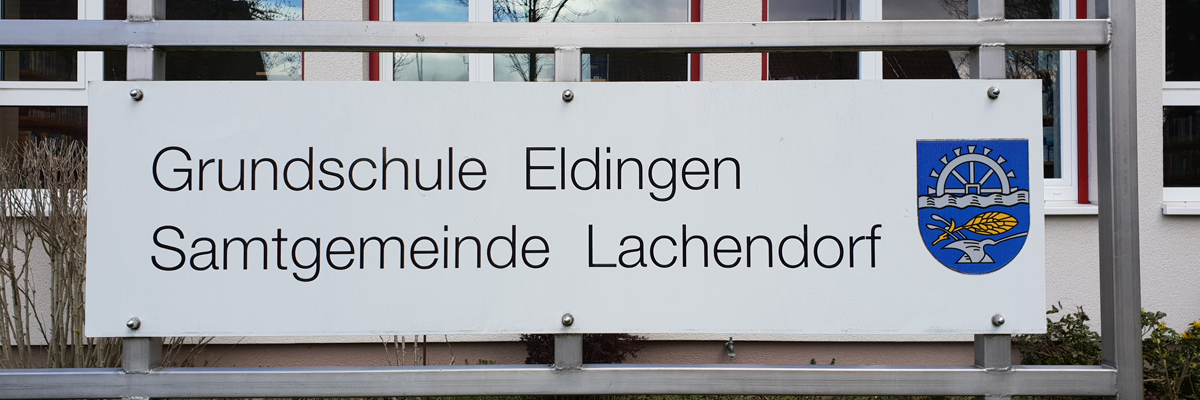 Grundschule Eldingen
Samtgemeinde Lachendorf